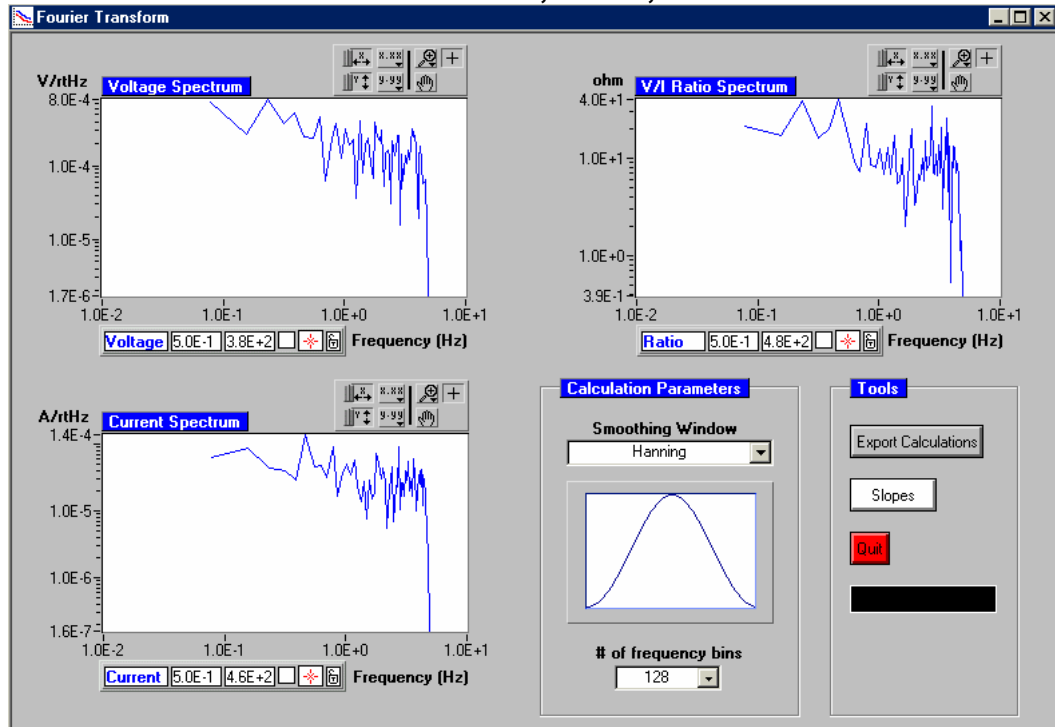 Fourier Transform
V/rtHz
Voltage Spectrum
X.XX
Y.YY
8.0E-4
1.0E-4
1.0E-5
1.7E-6
1.0E-2 1.0E-1 1.0E+0 1.0E+1
Voltage 5.0E-1 3.8E+2 Frequency (Hz)
ohm
V/I Ratio Spectrum
X.XX
Y.YY
4.0E+1
1.0E+1
1.0E+0
3.9E-1
1.0E-2 1.0E-1 1.0E+0 1.0E+1
Ratio 5.0E-1 4.8E+2 Frequency (Hz)
A/rtHz
Current Spectrum
X.XX
Y.YY
1.4E-4
1.0E-5
1.0E-6
1.6E-7
1.0E-2 1.0E-1 1.0E+0 1.0E+1
Current 5.0E-1 4.6E+2 Frequency (Hz)
Calculation Parameters
Smoothing Window
Hanning
# of frequency bins
128
Tools
Export Calculations
Slopes
Quit